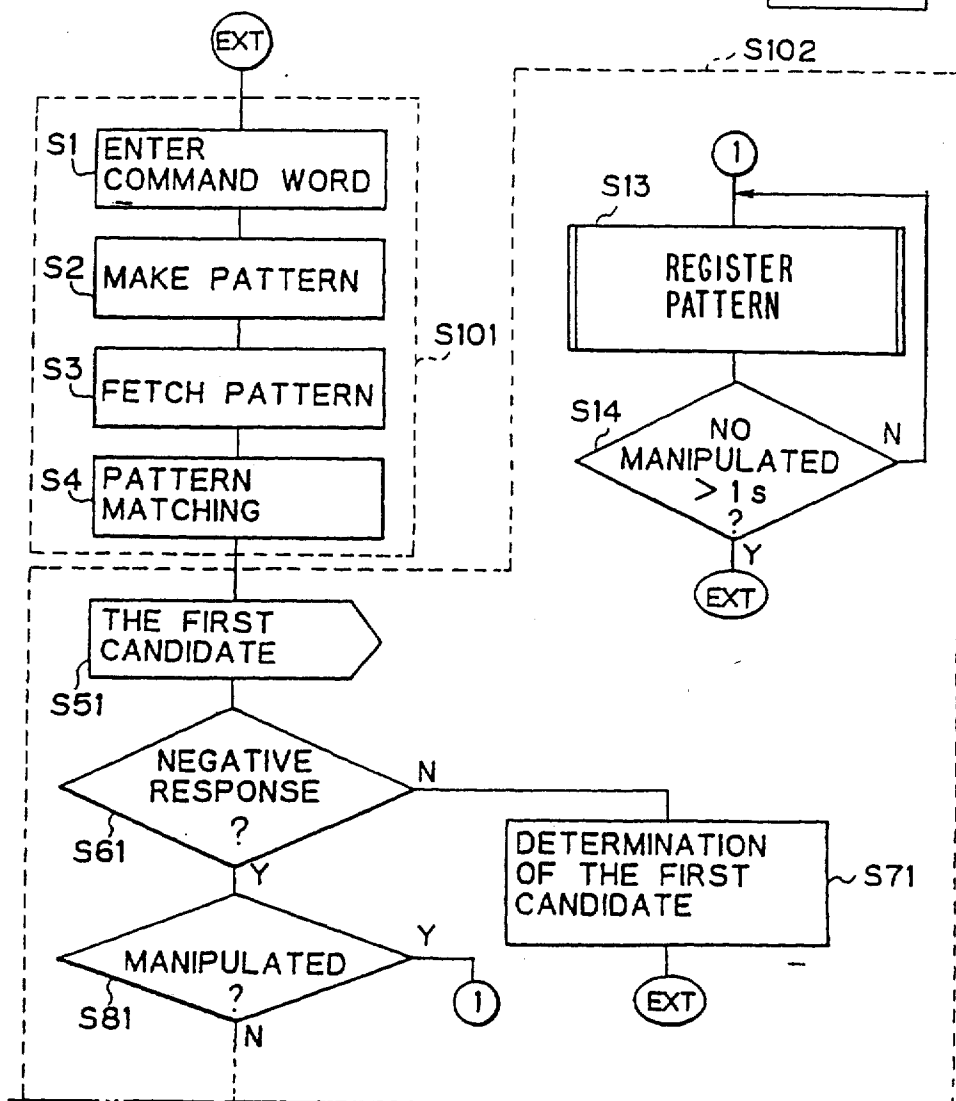 EXT
S1
ENTER
COMMAND WORD
S2
MAKE PATTERN
S3
FETCH PATTERN
S4
PATTERN
MATCHING
S101
S102
1
S13
REGISTER
PATTERN
S14
NO
MANIPULATED
> 1 s
?
N
Y
EXT
THE FIRST
CANDIDATE
S51
NEGATIVE
RESPONSE
?
S61
N
Y
DETERMINATION
OF THE FIRST
CANDIDATE
S71
EXT
MANIPULATED
?
S81
Y
1
N